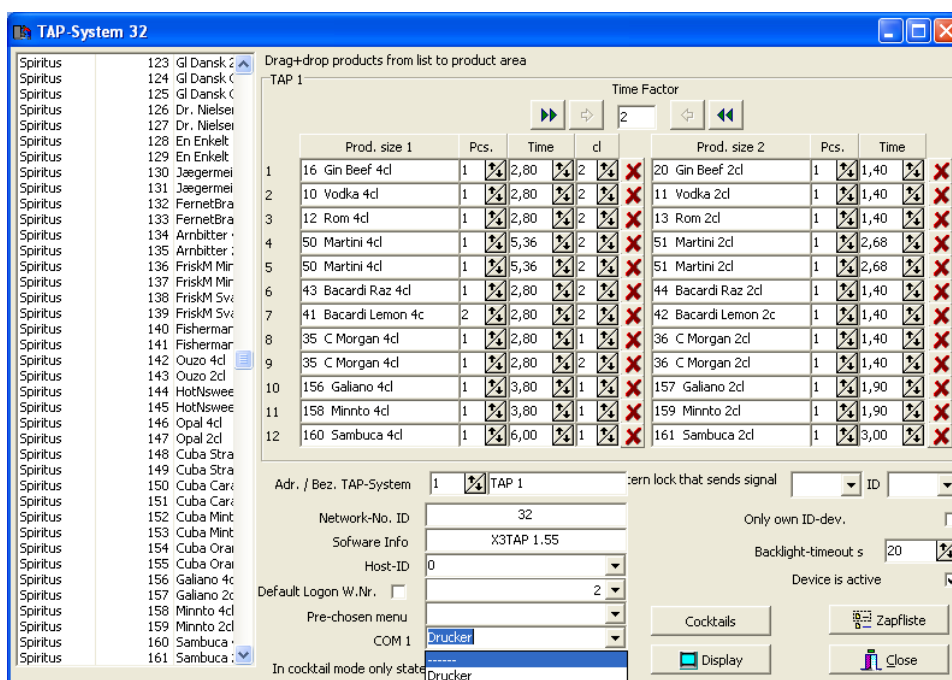 TAP-System 32
Drag+drop products from list to product area
Spiritus 123 Gl Dansk 2
Spiritus 124 Gl Dansk
Spiritus 125 Gl Dansk
Spiritus 126 Dr. Nielser
Spiritus 127 Dr. Nielser
Spiritus 128 En Enkelt
Spiritus 129 En Enkelt
Spiritus 130 Jægermei
Spiritus 131 Jægermei
Spiritus 132 FernetBra
Spiritus 133 FernetBra
Spiritus 134 Arnbitter
Spiritus 135 Arnbitter
Spiritus 136 FriskM Min
Spiritus 137 FriskM Min
Spiritus 138 FriskM Sva
Spiritus 139 FriskM Sva
Spiritus 140 Fisherman
Spiritus 141 Fisherman
Spiritus 142 Ouzo 4cl
Spiritus 143 Ouzo 2cl
Spiritus 144 HotNswee
Spiritus 145 HotNswee
Spiritus 146 Opal 4cl
Spiritus 147 Opal 2cl
Spiritus 148 Cuba Stra
Spiritus 149 Cuba Stra
Spiritus 150 Cuba Cara
Spiritus 151 Cuba Cara
Spiritus 152 Cuba Mint
Spiritus 153 Cuba Mint
Spiritus 154 Cuba Oran
Spiritus 155 Cuba Oran
Spiritus 156 Galiano 4c
Spiritus 157 Galiano 2c
Spiritus 158 Minnto 4cl
Spiritus 159 Minnto 2cl
Spiritus 160 Sambuca
Spiritus 161 Sambuca
TAP 1
Time Factor
2
Prod. size 1 Pcs. Time cl Prod. size 2 Pcs. Time
1 16 Gin Beef 4cl 1 2,80 2 20 Gin Beef 2cl 1 1,40
2 10 Vodka 4cl 1 2,80 2 11 Vodka 2cl 1 1,40
3 12 Rom 4cl 1 2,80 2 13 Rom 2cl 1 1,40
4 50 Martini 4cl 1 5,36 2 51 Martini 2cl 1 2,68
5 50 Martini 4cl 1 5,36 2 51 Martini 2cl 1 2,68
6 43 Bacardi Raz 4cl 1 2,80 2 44 Bacardi Raz 2cl 1 1,40
7 41 Bacardi Lemon 4c 2 2,80 2 42 Bacardi Lemon 2c 1 1,40
8 35 C Morgan 4cl 1 2,80 1 36 C Morgan 2cl 1 1,40
9 35 C Morgan 4cl 1 2,80 2 36 C Morgan 2cl 1 1,40
10 156 Galiano 4cl 1 3,80 1 157 Galiano 2cl 1 1,90
11 158 Minnto 4cl 1 3,80 1 159 Minnto 2cl 1 1,90
12 160 Sambuca 4cl 1 6,00 1 161 Sambuca 2cl 1 3,00
Adr. / Bez. TAP-System 1 TAP 1
Network-No. ID 32
Sofware Info X3TAP 1.55
Host-ID 0
Default Logon W.Nr. 2
Pre-chosen menu
COM 1 Drucker
------
Drucker
In cocktail mode only state
tern lock that sends signal ID
Only own ID-dev.
Backlight-timeout s 20
Device is active
Cocktails Zapfliste
Display Close